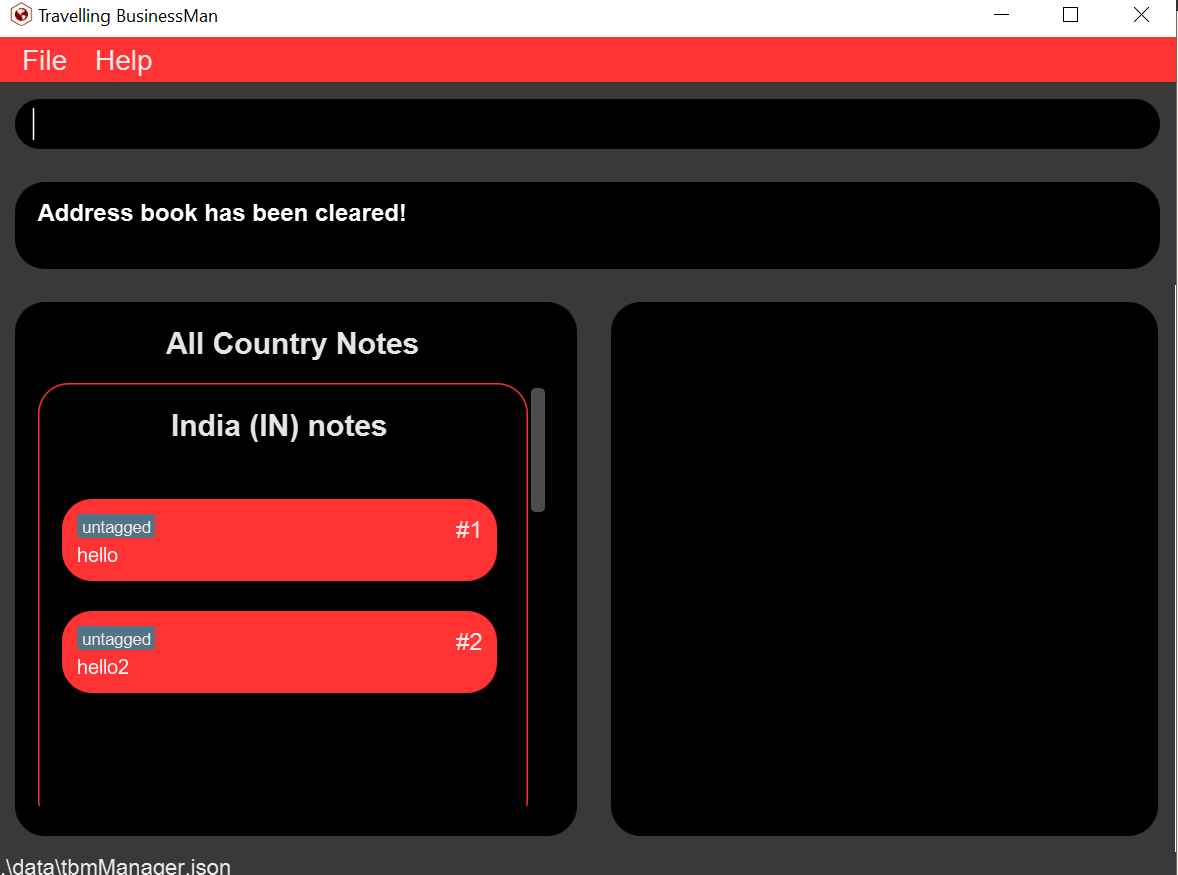 Travelling BusinessMan
File Help
Address book has been cleared!
All Country Notes
India (IN) notes
untagged #1
hello
untagged #2
hello2
.\data\tbmManager.json